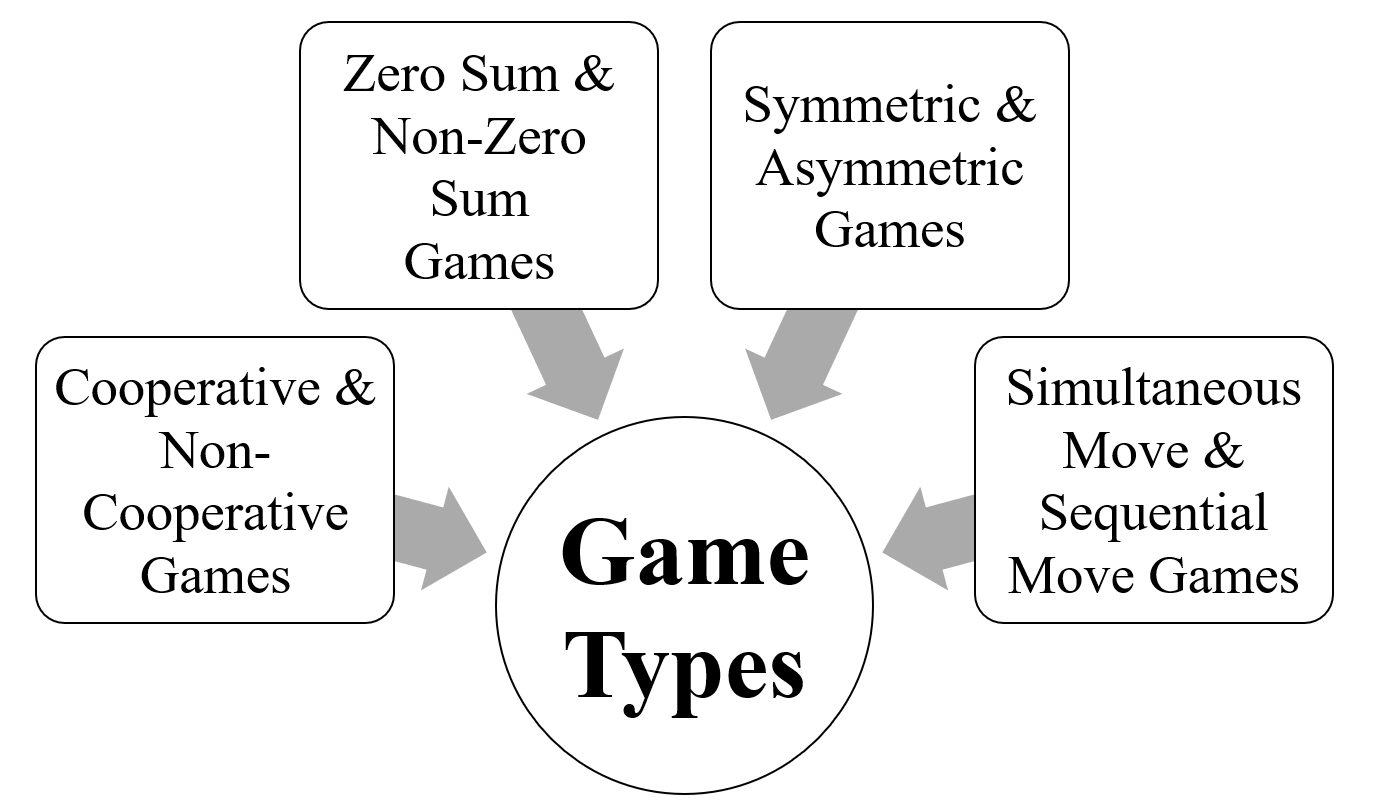 Zero Sum &
Non-Zero
Sum
Games
Symmetric &
Asymmetric
Games
Cooperative &
Non-
Cooperative
Games
Simultaneous
Move &
Sequential
Move Games
Game
Types